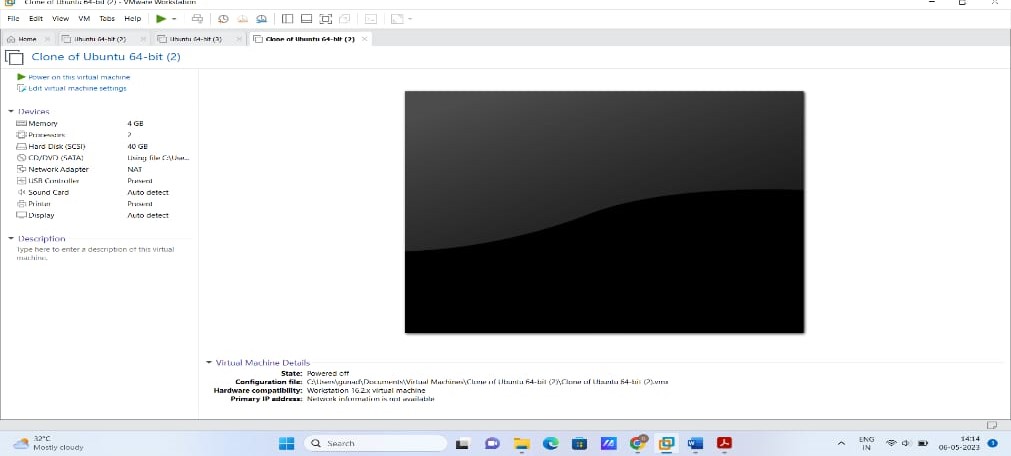 Clone of Ubuntu 64-bit (2) - VMware Workstation
File Edit View VM Tabs Help
Home Ubuntu 64-bit (2) Ubuntu 64-bit (3) Clone of Ubuntu 64-bit (2)
Clone of Ubuntu 64-bit (2)
Power on this virtual machine
Edit virtual machine settings
Devices
Memory 4 GB
Processors 2
Hard Disk (SCSI) 40 GB
CD/DVD (SATA) Using file C:\Use...
Network Adapter NAT
USB Controller Present
Sound Card Auto detect
Printer Present
Display Auto detect
Description
Type here to enter a description of this virtual
machine.
Virtual Machine Details
State: Powered off
Configuration file: C:\Users\gunad\Documents\Virtual Machines\Clone of Ubuntu 64-bit (2)\Clone of Ubuntu 64-bit (2).vmx
Hardware compatibility: Workstation 16.2.x virtual machine
Primary IP address: Network information is not available
32°C
Mostly cloudy
Search
ENG
IN
14:14
06-05-2023
1